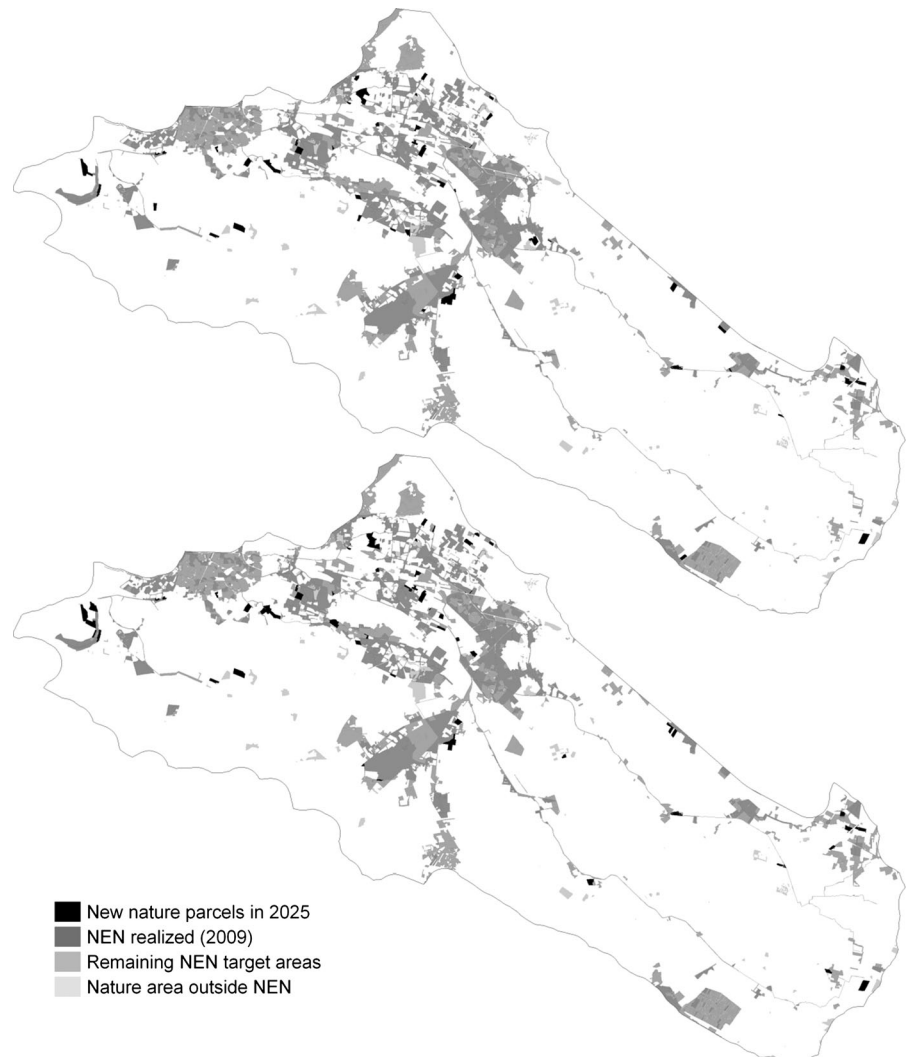 New nature parcels in 2025
NEN realized (2009)
Remaining NEN target areas
Nature area outside NEN